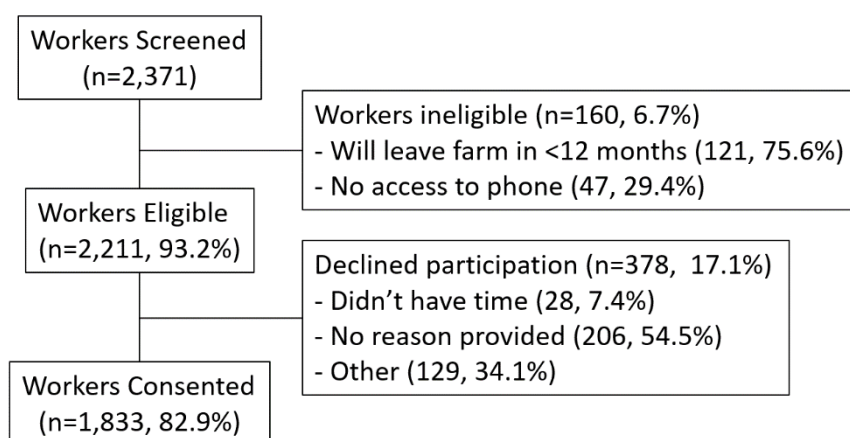 Workers Screened
(n=2,371)
Workers ineligible (n=160, 6.7%)
- Will leave farm in <12 months (121, 75.6%)
- No access to phone (47, 29.4%)
Workers Eligible
(n=2,211, 93.2%)
Declined participation (n=378,  17.1%)
- Didn’t have time (28, 7.4%)
- No reason provided (206, 54.5%)
- Other (129, 34.1%)
Workers Consented
(n=1,833, 82.9%)